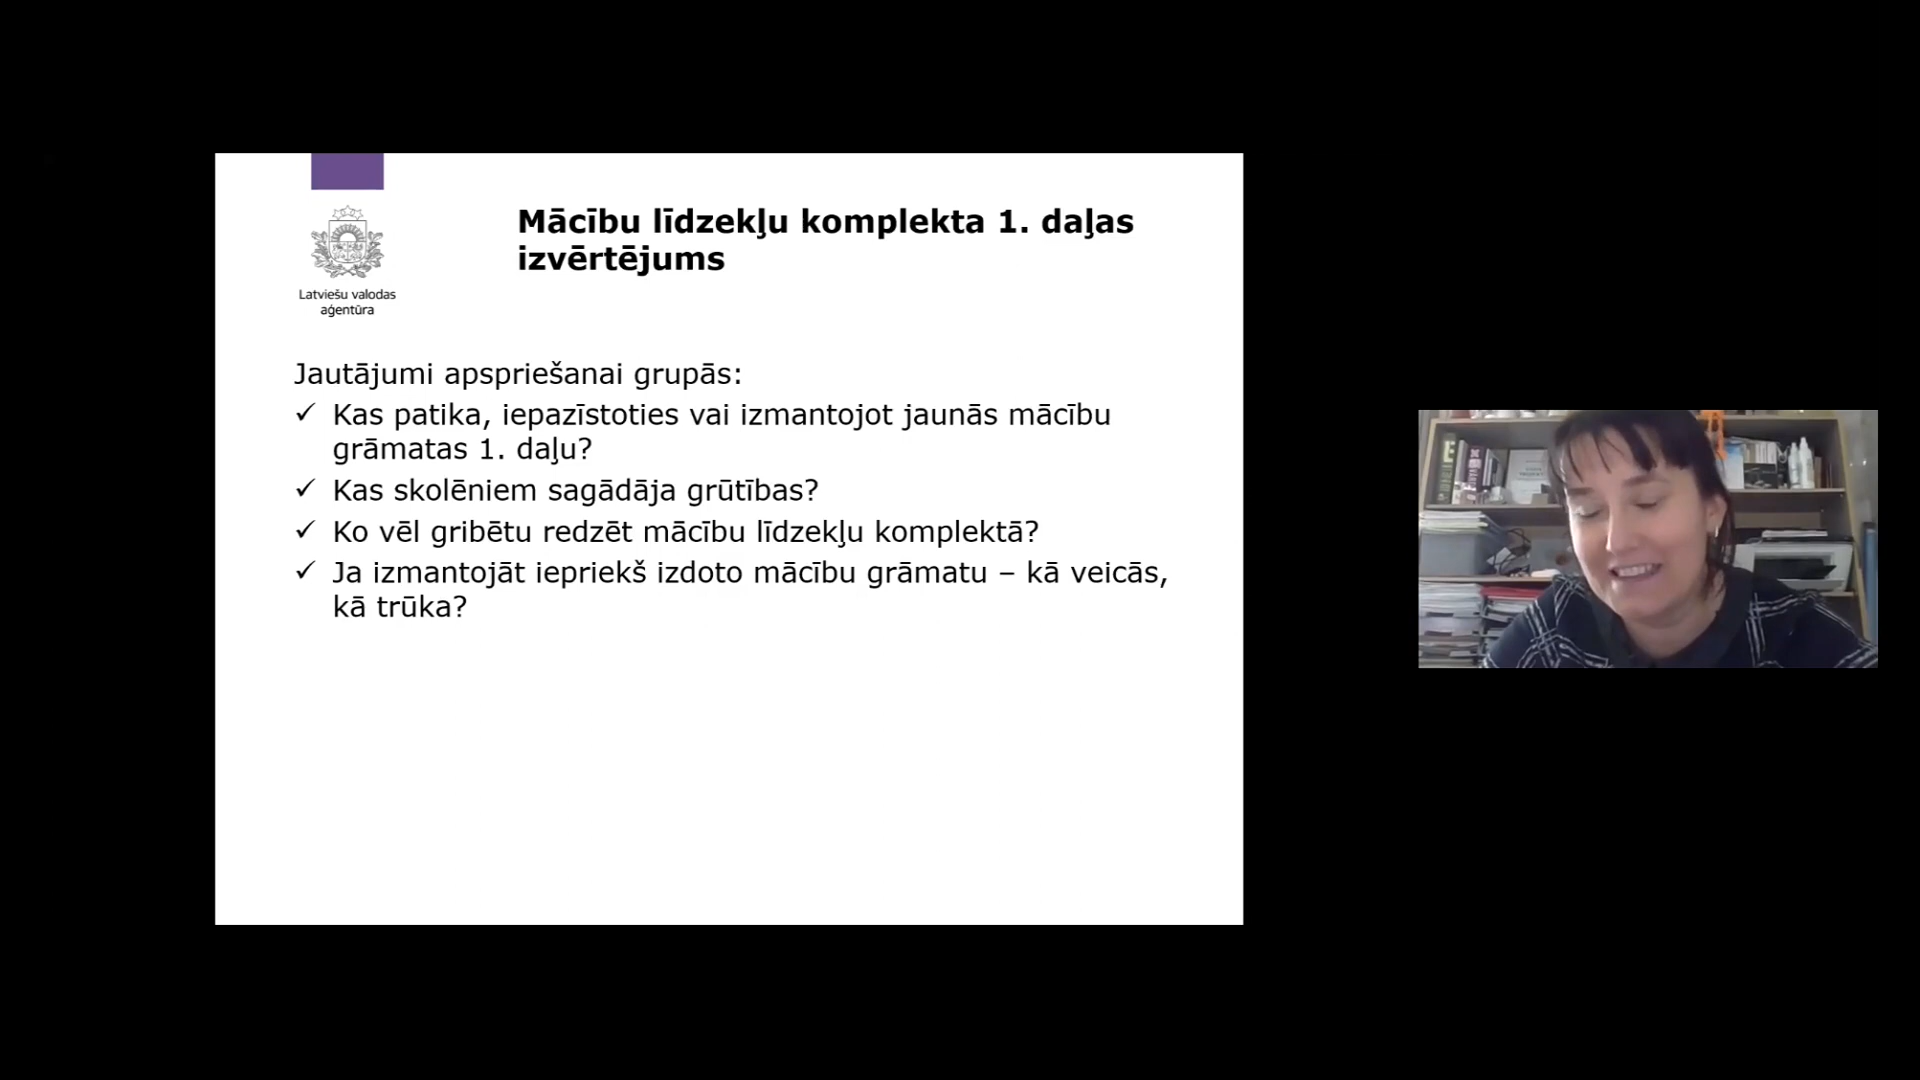 Mācību līdzekļu komplekta 1. daļas
izvērtējums
Latviešu valodas
aģentūra
Jautājumi apspriešanai grupās:
✓ Kas patika, iepazīstoties vai izmantojot jaunās mācību
grāmatas 1. daļu?
✓ Kas skolēniem sagādāja grūtības?
✓ Ko vēl gribētu redzēt mācību līdzekļu komplektā?
✓ Ja izmantojāt iepriekš izdoto mācību grāmatu – kā veicās,
kā trūka?